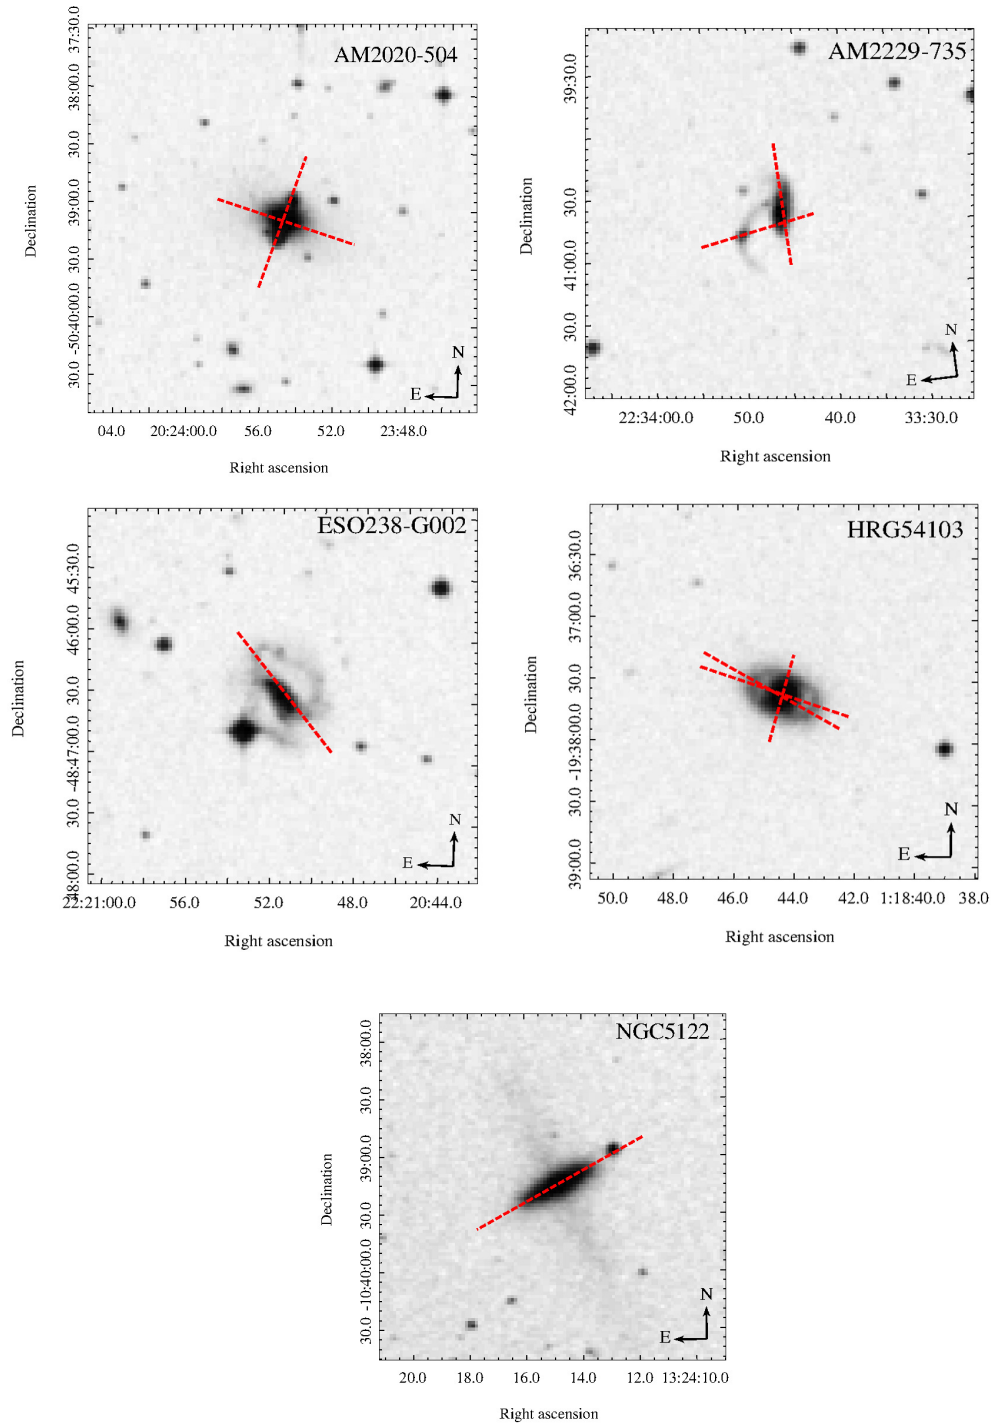 AM2020-504
37:30.0
38:00.0
30.0
39:00.0
30.0
-50:40:00.0
30.0
Declination
N
E
04.0 20:24:00.0 56.0 52.0 23:48.0
Right ascension
AM2229-735
39:30.0
30.0
41:00.0
30.0
42:00.0
Declination
N
E
22:34:00.0 50.0 40.0 33:30.0
Right ascension
ESO238-G002
45:30.0
46:00.0
30.0
-48:47:00.0
30.0
48:00.0
Declination
N
E
22:21:00.0 56.0 52.0 48.0 20:44.0
Right ascension
HRG54103
36:30.0
37:00.0
30.0
-19:38:00.0
30.0
39:00.0
Declination
N
E
50.0 48.0 46.0 44.0 42.0 1:18:40.0 38.0
Right ascension
NGC5122
38:00.0
30.0
39:00.0
30.0
-10:40:00.0
30.0
Declination
N
E
20.0 18.0 16.0 14.0 12.0 13:24:10.0
Right ascension